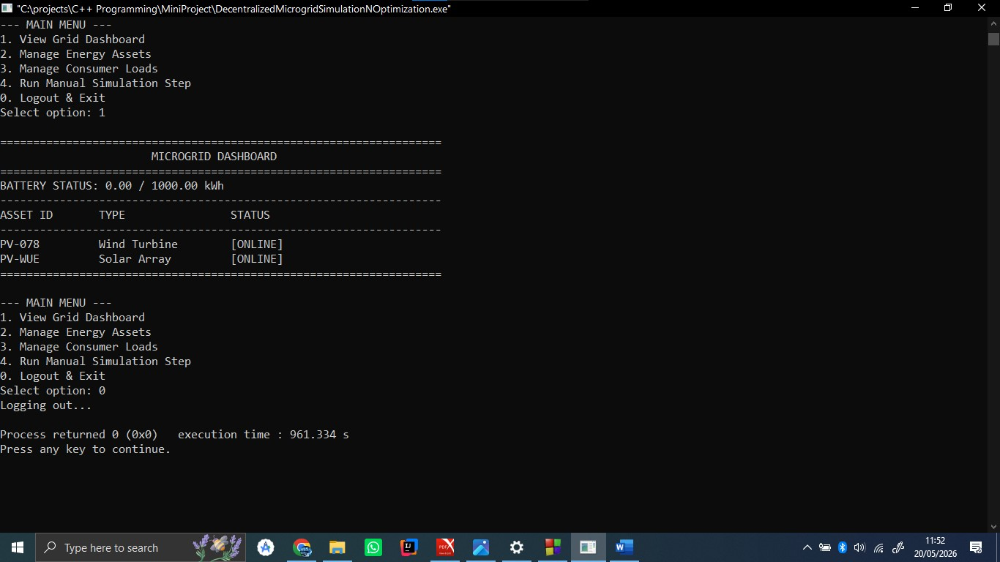 "C:\projects\C++ Programming\MiniProject\DecentralizedMicrogridSimulationNOptimization.exe"
--- MAIN MENU ---
1. View Grid Dashboard
2. Manage Energy Assets
3. Manage Consumer Loads
4. Run Manual Simulation Step
0. Logout & Exit
Select option: 1
===================================================================
MICROGRID DASHBOARD
===================================================================
BATTERY STATUS: 0.00 / 1000.00 kWh
-------------------------------------------------------------------
ASSET ID       TYPE                STATUS
-------------------------------------------------------------------
PV-078         Wind Turbine        [ONLINE]
PV-WUE         Solar Array         [ONLINE]
===================================================================
--- MAIN MENU ---
1. View Grid Dashboard
2. Manage Energy Assets
3. Manage Consumer Loads
4. Run Manual Simulation Step
0. Logout & Exit
Select option: 0
Logging out...
Process returned 0 (0x0)   execution time : 961.334 s
Press any key to continue.
Type here to search
11:52
20/05/2026